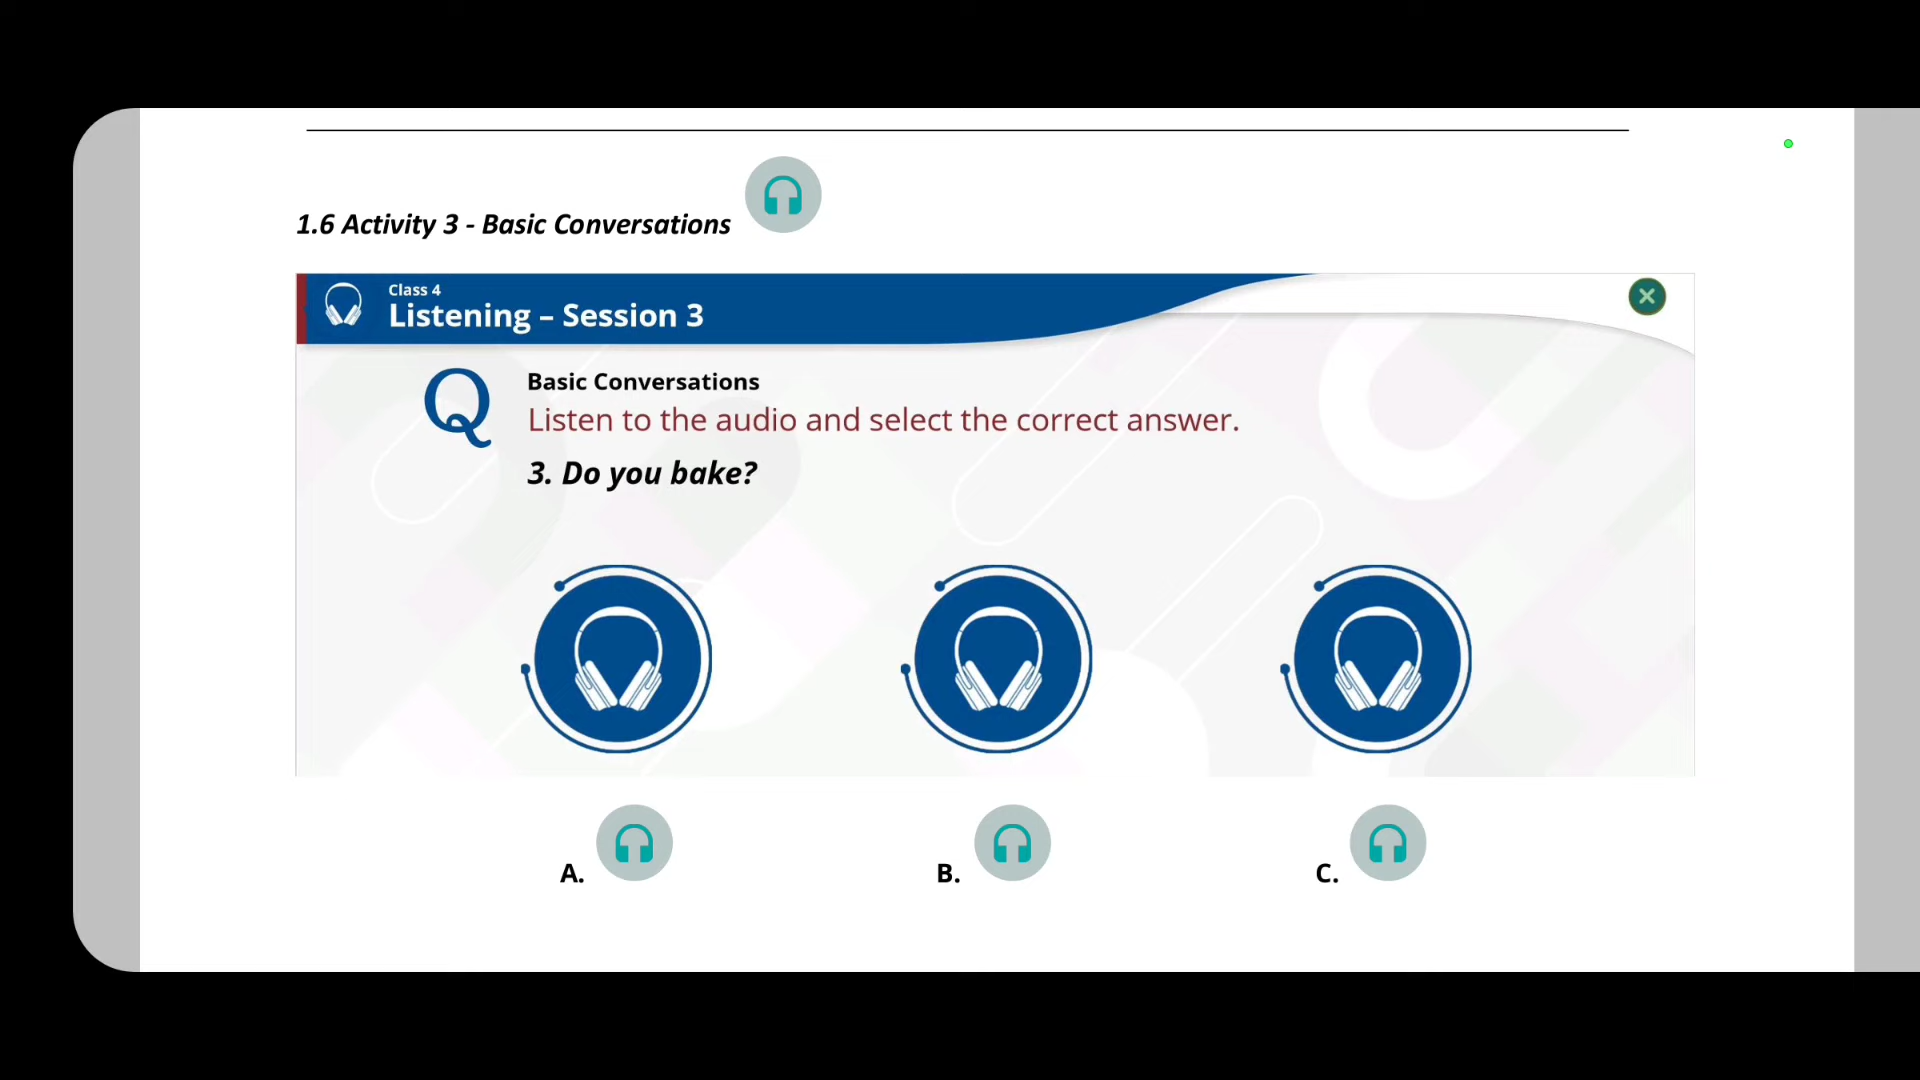 1.6 Activity 3 - Basic Conversations
Class 4
Listening – Session 3
Q
Basic Conversations
Listen to the audio and select the correct answer.
3. Do you bake?
A.
B.
C.